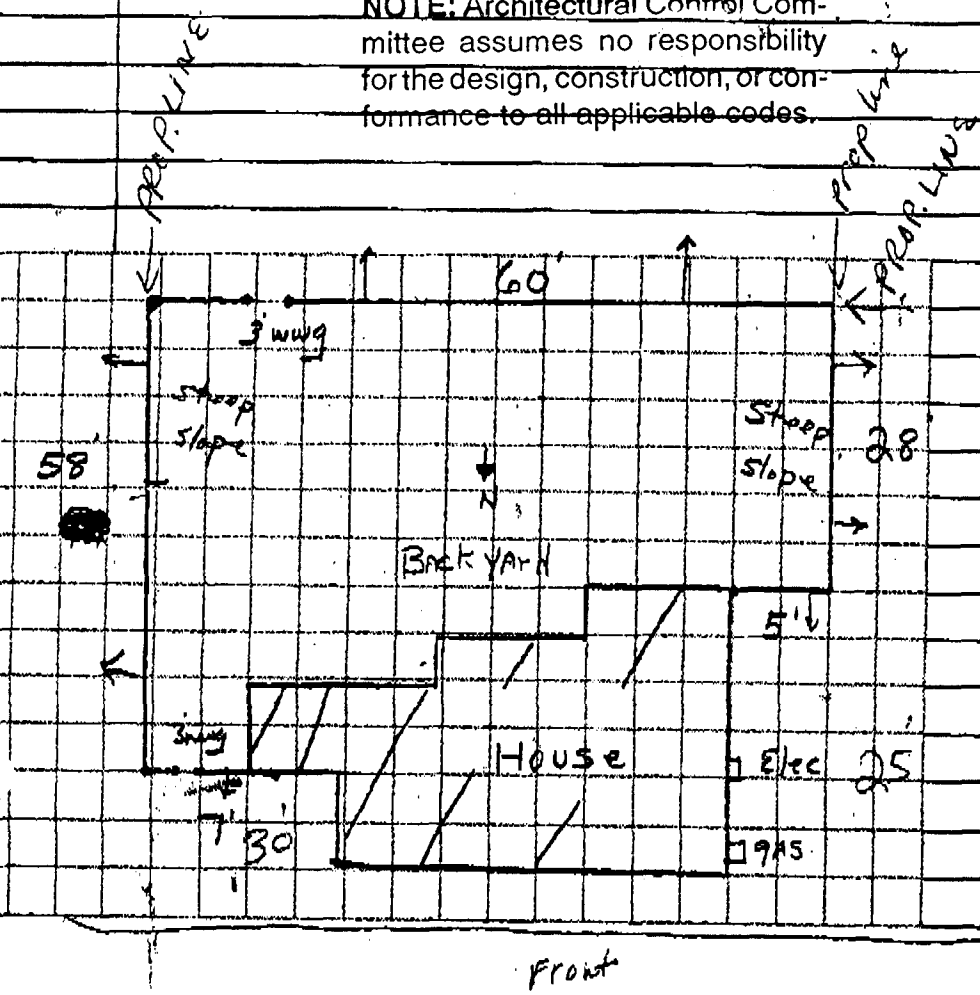 NOTE: Architectural Control Com-
mittee assumes no responsibility
for the design, construction, or con-
formance to all applicable codes.
PROP. LINE
Prop line
PROP. LINE
60'
3' wwg
Steep
Slope
Steep
Slope
58'
28'
N
BACK YARD
5'
3' wwg
House
Elec
25'
7'
30'
gas
Front